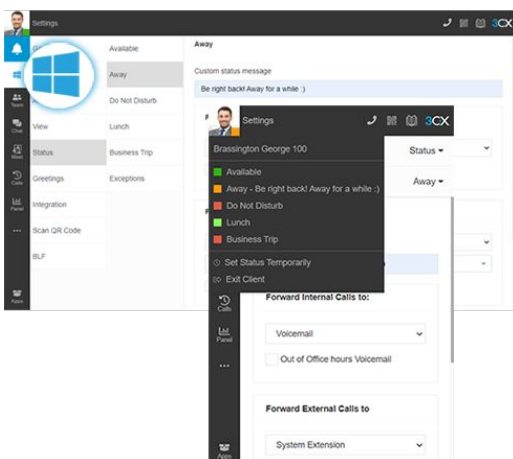 Settings
3CX
Available
Away
Away
Custom status message
Be right back! Away for a while :)
Do Not Disturb
Team
Chat
View
Lunch
Meet
Status
Business Trip
Calls
Greetings
Exceptions
Panel
Integration
Scan QR Code
BLF
Apps
Settings
3CX
Brassington George 100
Status
Available
Away - Be right back! Away for a while :)
Away
Do Not Disturb
Lunch
Business Trip
Set Status Temporarily
Exit Client
Calls
Forward Internal Calls to:
Panel
Voicemail
Out of Office hours Voicemail
Forward External Calls to
System Extension
Apps